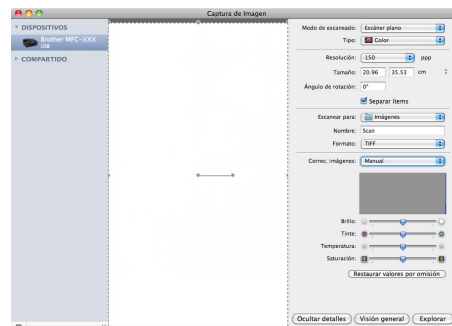 Captura de Imagen
DISPOSITIVOS
Brother MFC-XXX
USB
COMPARTIDO
Modo de escaneado: Escáner plano
Tipo: Color
Resolución: 150 ppp
Tamaño: 20.96 35.53 cm
Ángulo de rotación: 0°
Separar ítems
Escanear para: Imágenes
Nombre: Scan
Formato: TIFF
Correc. imágenes: Manual
Brillo:
Tinte:
Temperatura:
Saturación:
Restaurar valores por omisión
Ocultar detalles Visión general Explorar